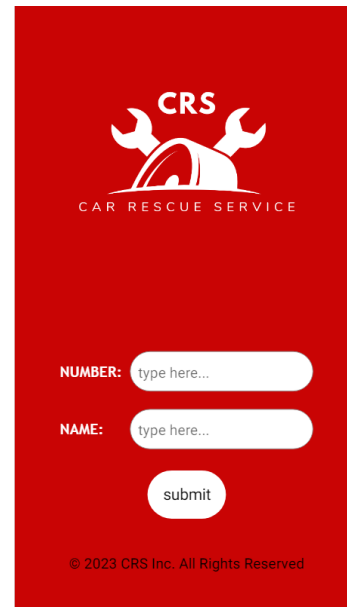 CRS
CAR RESCUE SERVICE
NUMBER: type here...
NAME: type here...
submit
© 2023 CRS Inc. All Rights Reserved